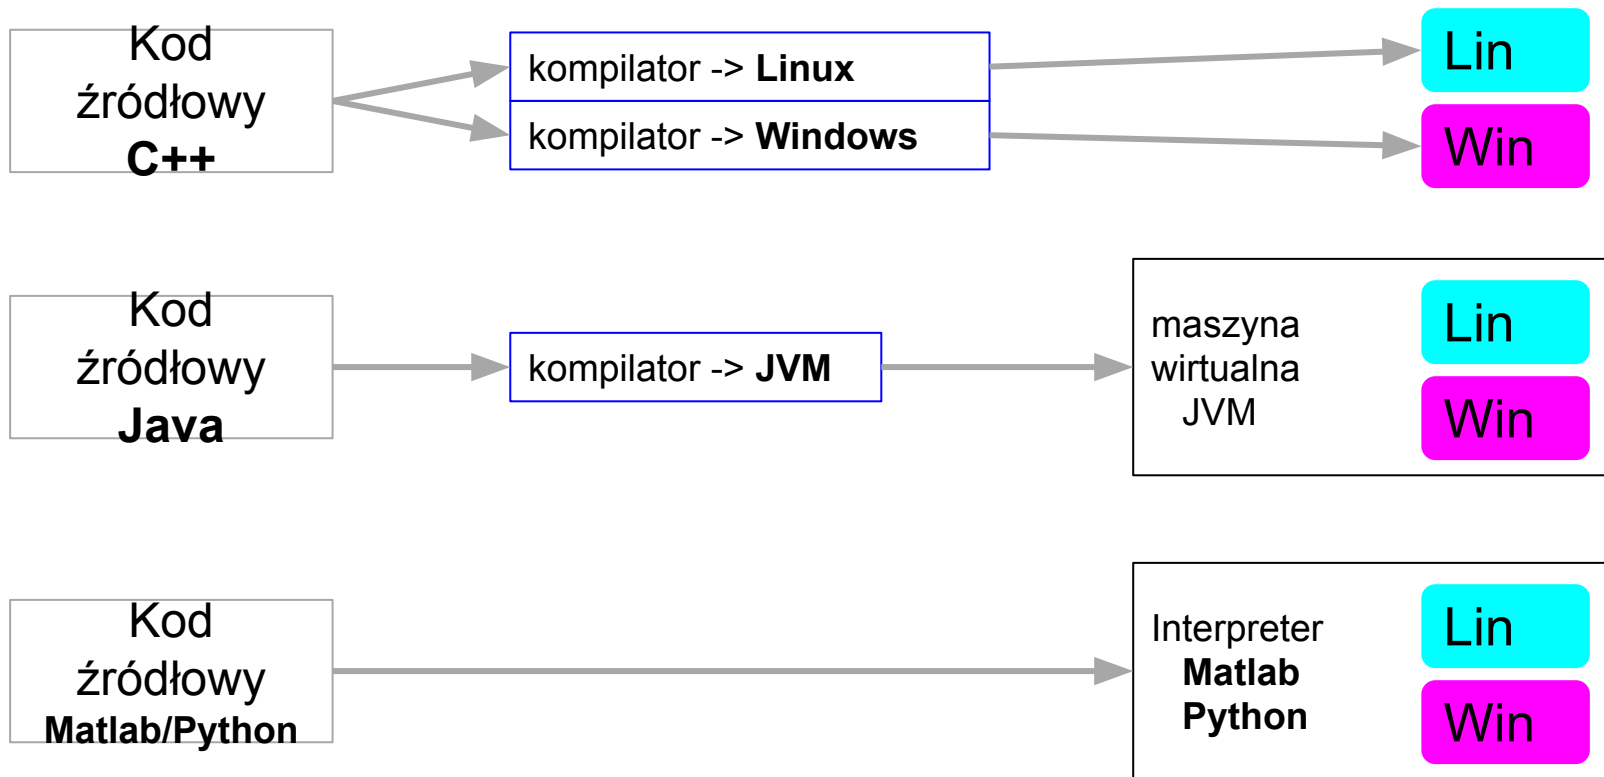 Kod
źródłowy
C++
kompilator -> Linux
kompilator -> Windows
Lin
Win
Kod
źródłowy
Java
kompilator -> JVM
maszyna
wirtualna
JVM
Lin
Win
Kod
źródłowy
Matlab/Python
Interpreter
Matlab
Python
Lin
Win